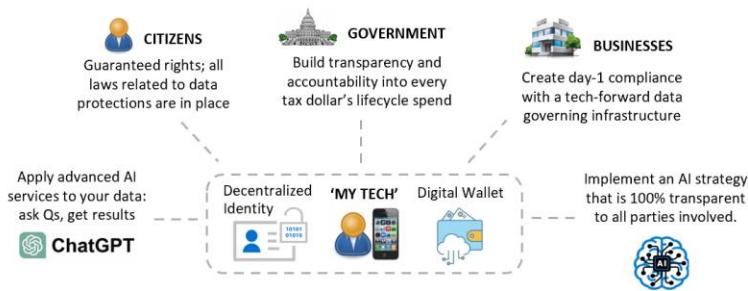 CITIZENS
Guaranteed rights; all
laws related to data
protections are in place
GOVERNMENT
Build transparency and
accountability into every
tax dollar's lifecycle spend
BUSINESSES
Create day-1 compliance
with a tech-forward data
governing infrastructure
Apply advanced AI
services to your data:
ask Qs, get results
ChatGPT
Decentralized
Identity
10101
01010
'MY TECH'
Digital Wallet
Implement an AI strategy
that is 100% transparent
to all parties involved.
AI